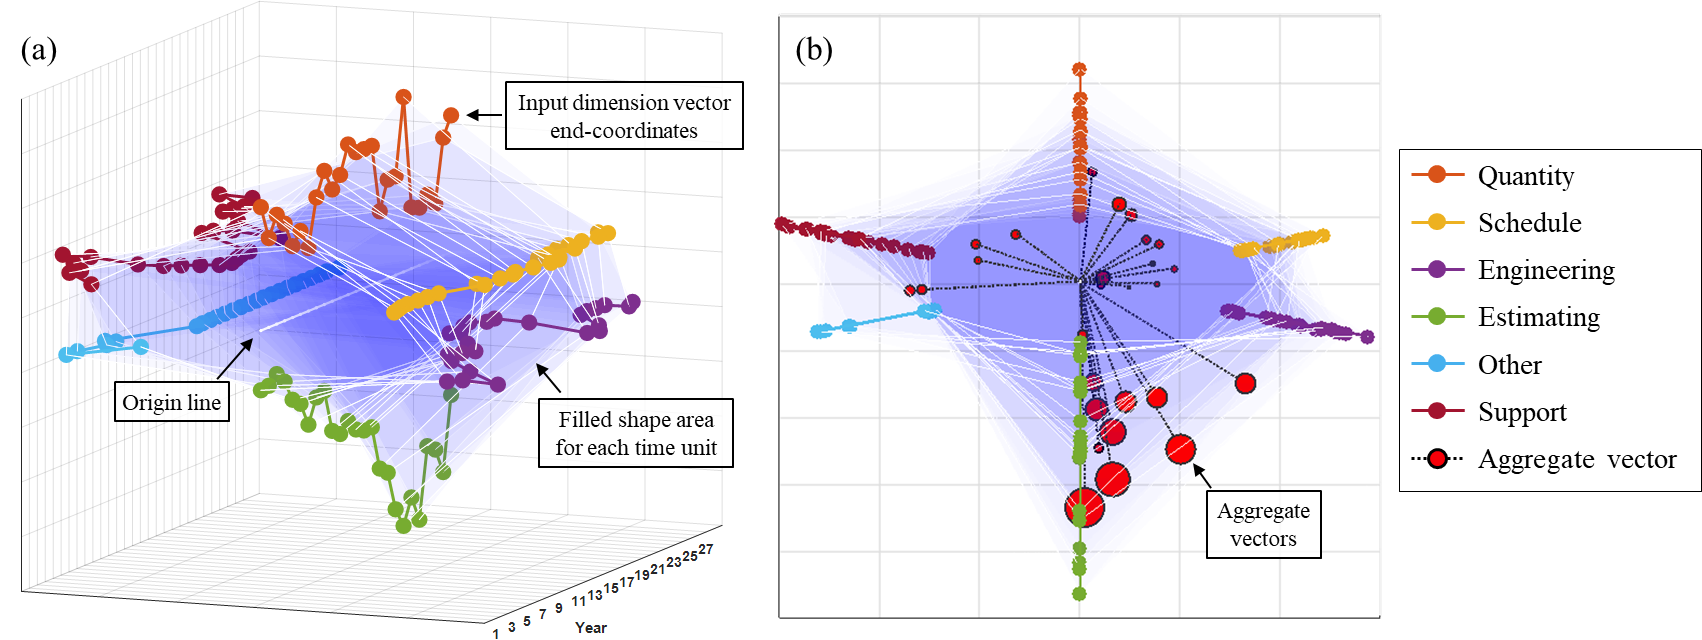 (a)
Input dimension vector
end-coordinates
Origin line
Filled shape area
for each time unit
1 3 5 7 9 11 13 15 17 19 21 23 25 27
Year
(b)
Aggregate
vectors
Quantity
Schedule
Engineering
Estimating
Other
Support
Aggregate vector